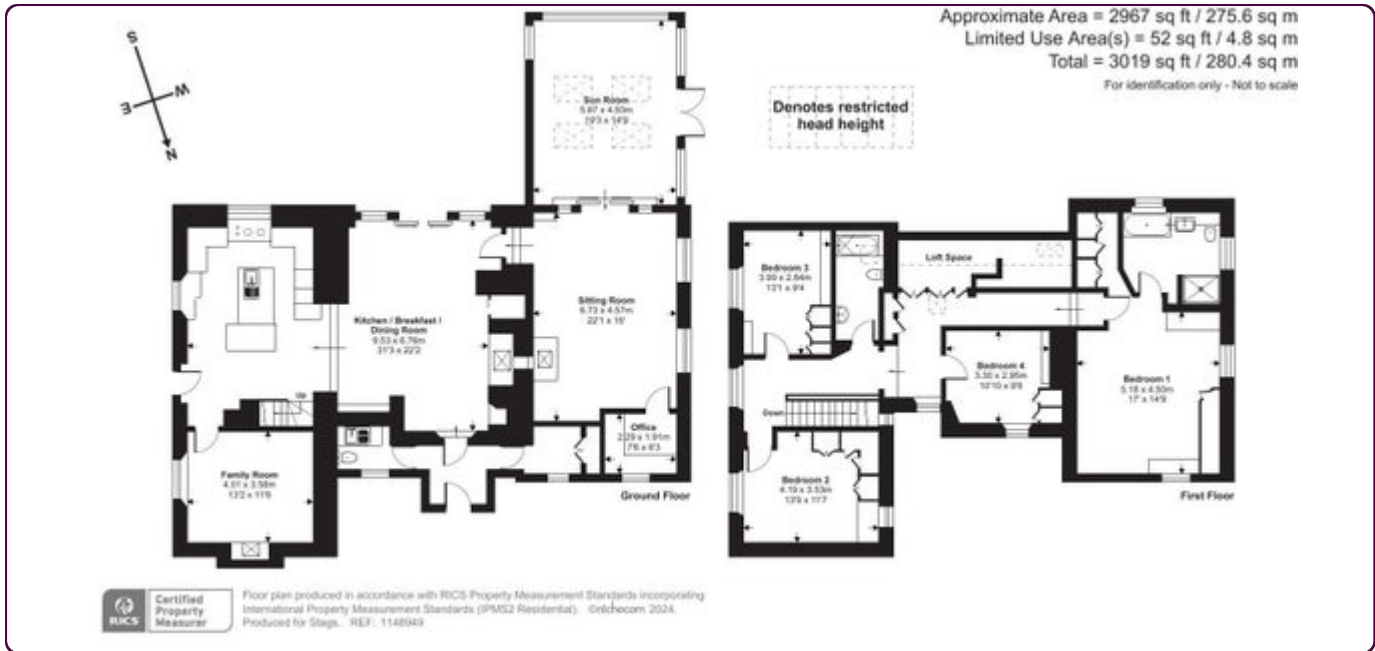 Approximate Area = 2967 sq ft / 275.6 sq m
Limited Use Area(s) = 52 sq ft / 4.8 sq m
Total = 3019 sq ft / 280.4 sq m
For identification only - Not to scale
S
W
E
N
Denotes restricted
head height
Sun Room
5.87 x 4.50m
19'3 x 14'9
Kitchen / Breakfast /
Dining Room
9.53 x 6.76m
31'3 x 22'2
Sitting Room
6.73 x 4.57m
22'1 x 15'
Up
Office
2.29 x 1.91m
7'6 x 6'3
Family Room
4.01 x 3.58m
13'2 x 11'9
Ground Floor
Bedroom 3
3.99 x 2.84m
13'1 x 9'4
Loft Space
Bedroom 4
3.30 x 2.95m
10'10 x 9'8
Bedroom 1
5.18 x 4.50m
17' x 14'9
Down
Bedroom 2
4.19 x 3.53m
13'9 x 11'7
First Floor
RICS
Certified
Property
Measurer
Floor plan produced in accordance with RICS Property Measurement Standards incorporating
International Property Measurement Standards (IPMS2 Residential). ©nichecom 2024.
Produced for Stags. REF: 1148949